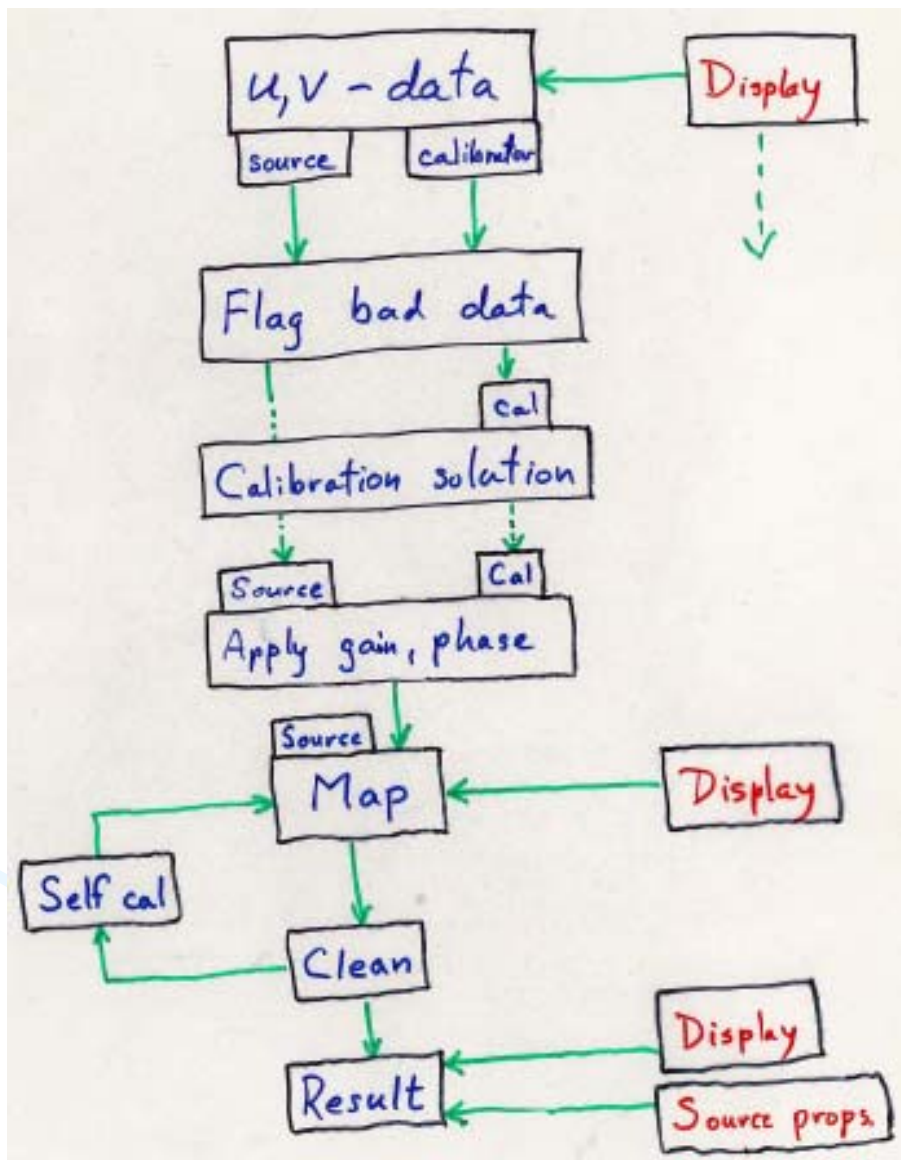 u,v - data
Display
source
calibrator
Flag bad data
Cal
Calibration solution
Source
Cal
Apply gain, phase
Source
Map
Display
Self cal
Clean
Display
Result
Source props.